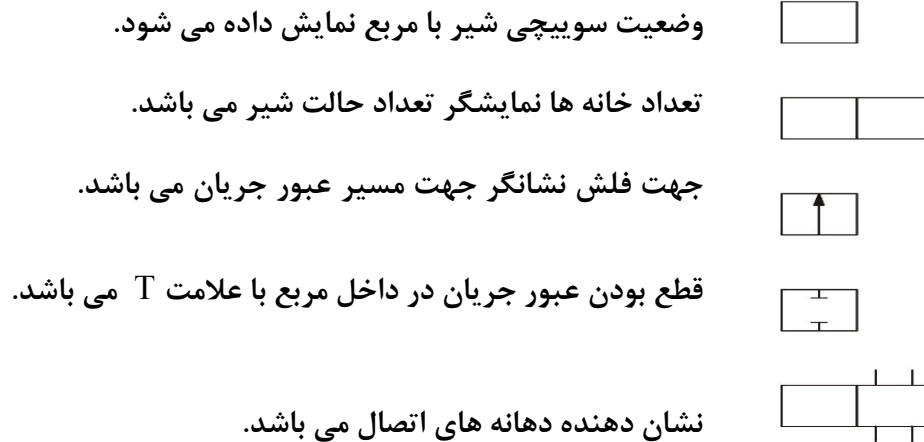 وضعیت سوییچی شیر با مربع نمایش داده می شود.
تعداد خانه ها نمایشگر تعداد حالت شیر می باشد.
جهت فلش نشانگر جهت مسیر عبور جریان می باشد.
قطع بودن عبور جریان در داخل مربع با علامت T می باشد.
نشان دهنده دهانه های اتصال می باشد.